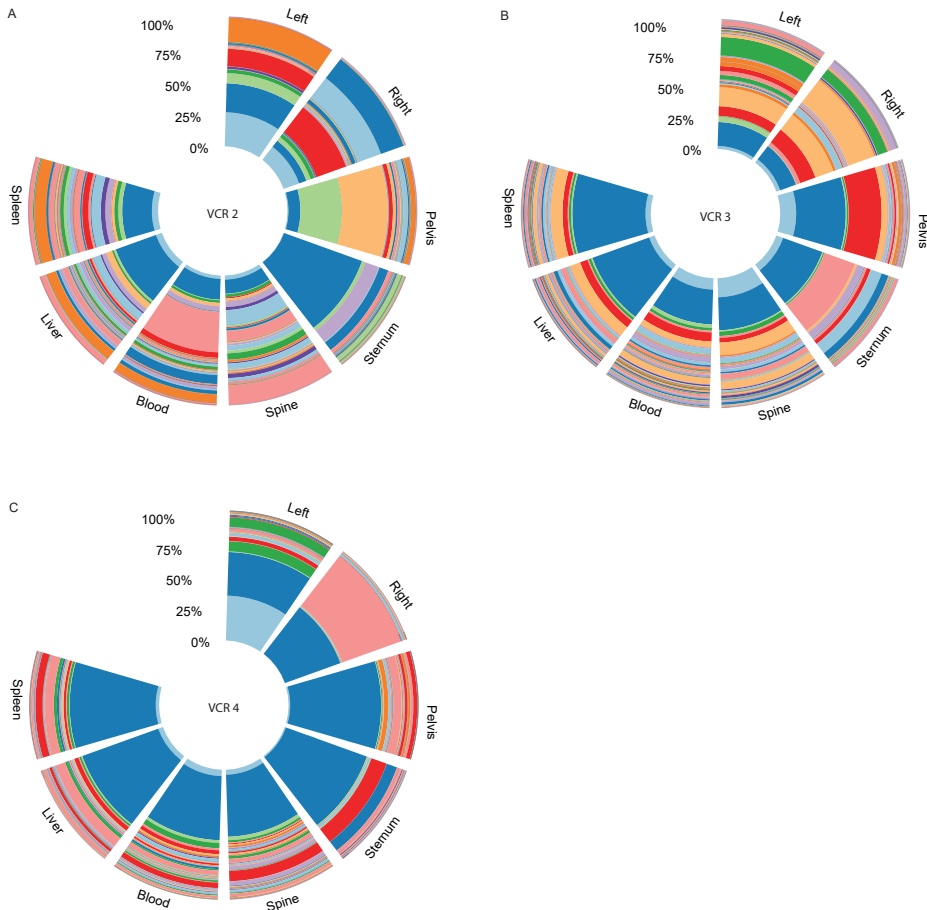 A
Left
100%
75%
50%
25%
0%
Right
Pelvis
Sternum
Spine
Blood
Liver
Spleen
VCR 2
B
Left
100%
75%
50%
25%
0%
Right
Pelvis
Sternum
Spine
Blood
Liver
Spleen
VCR 3
C
Left
100%
75%
50%
25%
0%
Right
Pelvis
Sternum
Spine
Blood
Liver
Spleen
VCR 4